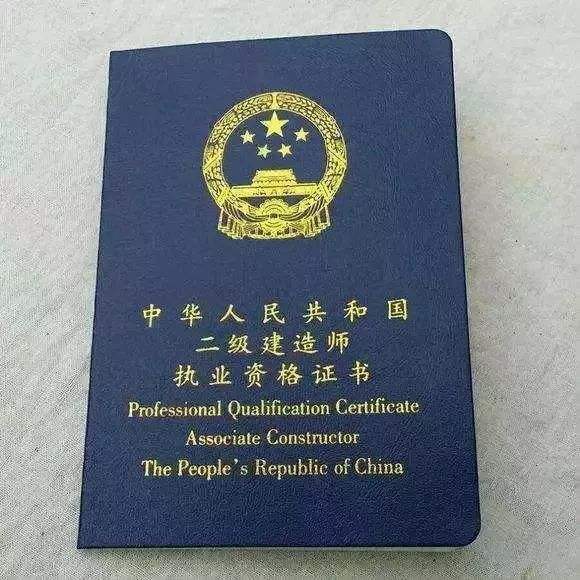 中华人民共和国
二级建造师
执业资格证书
Professional Qualification Certificate
Associate Constructor
The People's Republic of China